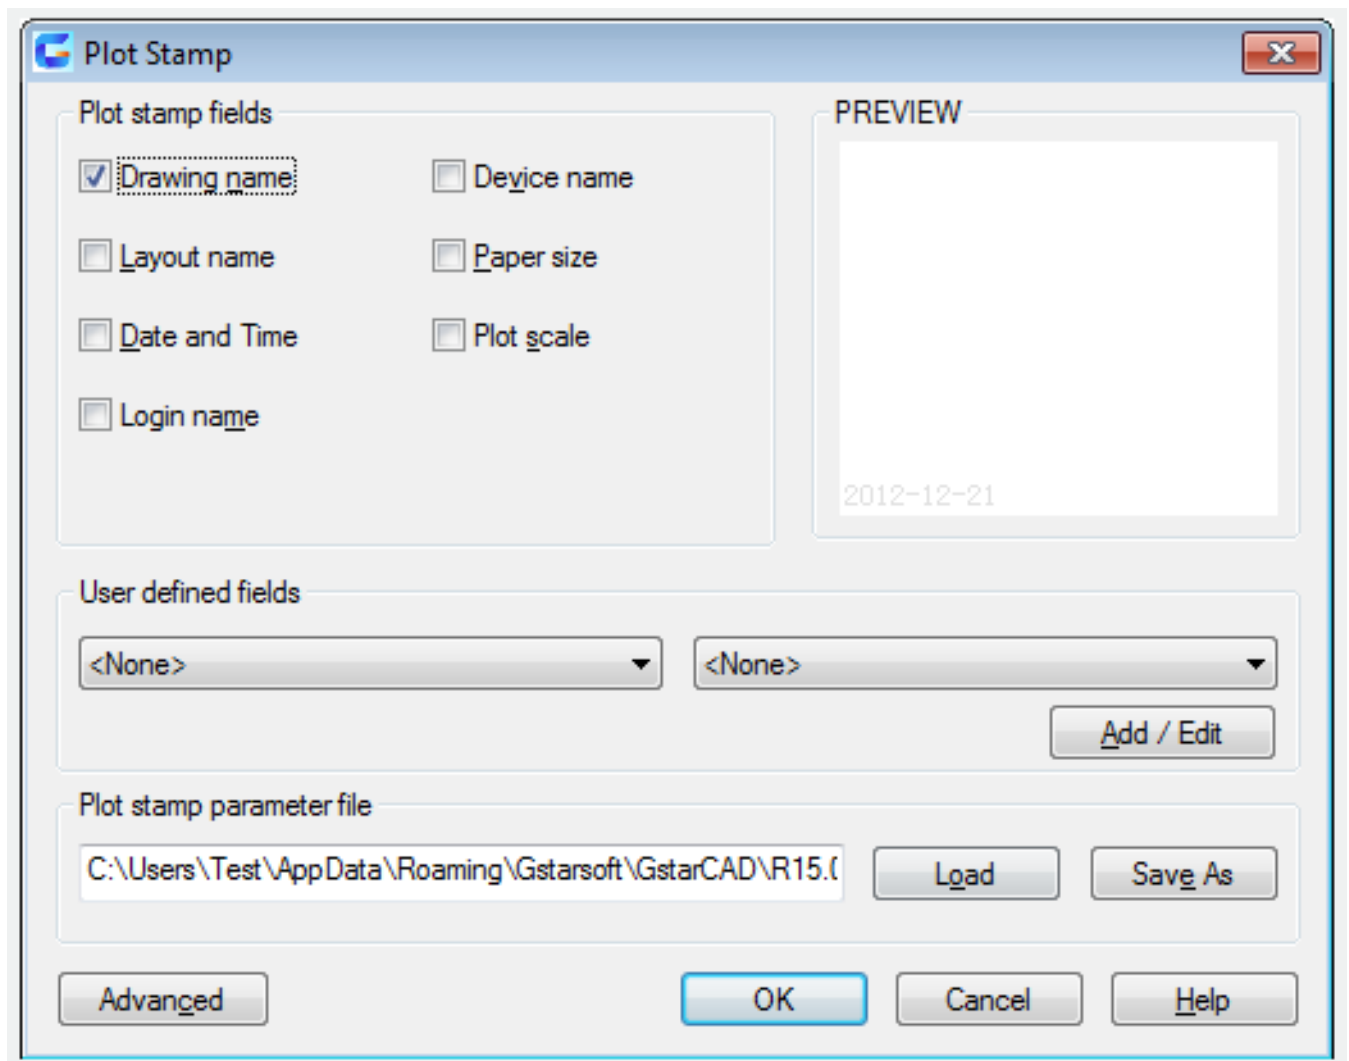 Plot Stamp
Plot stamp fields
Drawing name
Device name
Layout name
Paper size
Date and Time
Plot scale
Login name
PREVIEW
2012-12-21
User defined fields
<None>
<None>
Add / Edit
Plot stamp parameter file
C:\Users\Test\AppData\Roaming\Gstarsoft\GstarCAD\R15.
Load
Save As
Advanced
OK
Cancel
Help